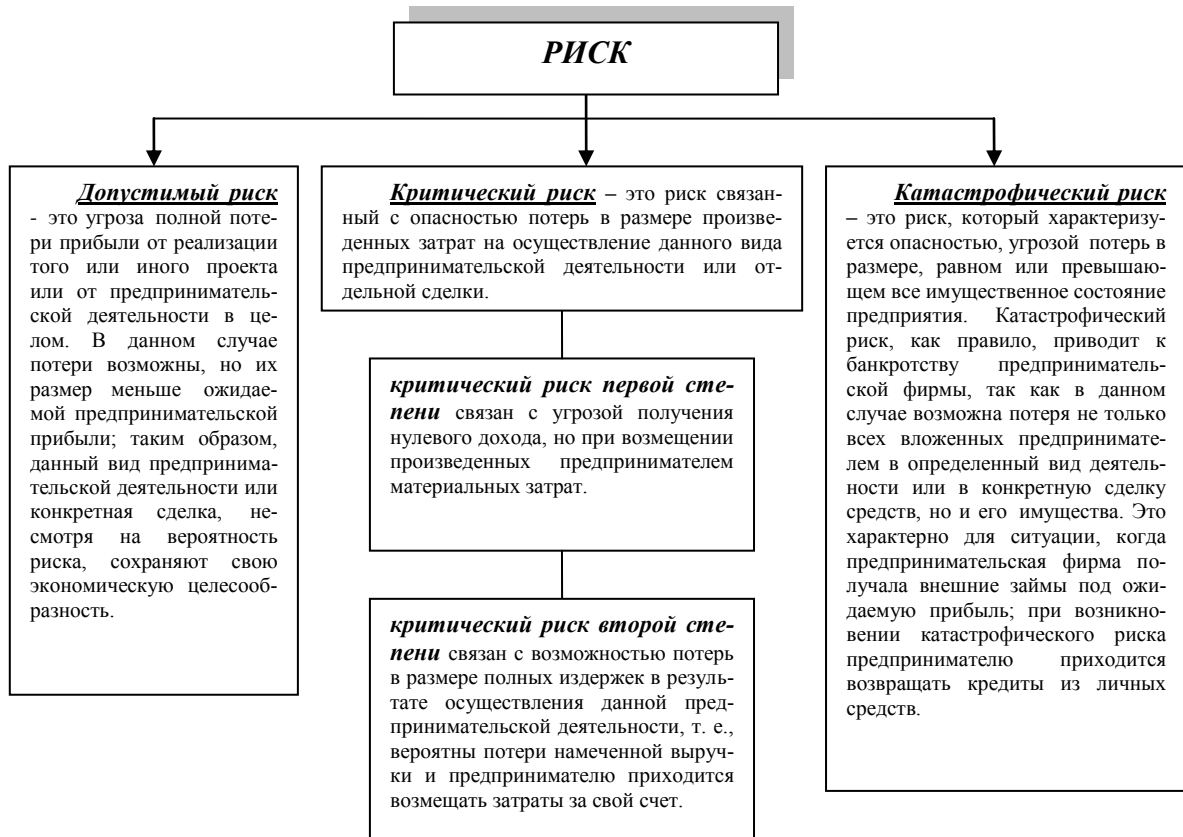 РИСК
Допустимый риск
- это угроза полной поте-
ри прибыли от реализации
того или иного проекта
или от предприниматель-
ской деятельности в це-
лом. В данном случае
потери возможны, но их
размер меньше ожидае-
мой предпринимательской
прибыли; таким образом,
данный вид предпринима-
тельской деятельности или
конкретная сделка, не-
смотря на вероятность
риска, сохраняют свою
экономическую целесооб-
разность.
Критический риск – это риск связан-
ный с опасностью потерь в размере произве-
денных затрат на осуществление данного вида
предпринимательской деятельности или от-
дельной сделки.
критический риск первой сте-
пени связан с угрозой получения
нулевого дохода, но при возмещении
произведенных предпринимателем
материальных затрат.
критический риск второй сте-
пени связан с возможностью потерь
в размере полных издержек в резуль-
тате осуществления данной пред-
принимательской деятельности, т. е.,
вероятны потери намеченной выруч-
ки и предпринимателю приходится
возмещать затраты за свой счет.
Катастрофический риск
– это риск, который характеризу-
ется опасностью, угрозой потерь в
размере, равном или превышаю-
щем все имущественное состояние
предприятия. Катастрофический
риск, как правило, приводит к
банкротству предприниматель-
ской фирмы, так как в данном
случае возможна потеря не только
всех вложенных предпринимате-
лем в определенный вид деятель-
ности или в конкретную сделку
средств, но и его имущества. Это
характерно для ситуации, когда
предпринимательская фирма по-
лучала внешние займы под ожи-
даемую прибыль; при возникно-
вении катастрофического риска
предпринимателю приходится
возвращать кредиты из личных
средств.